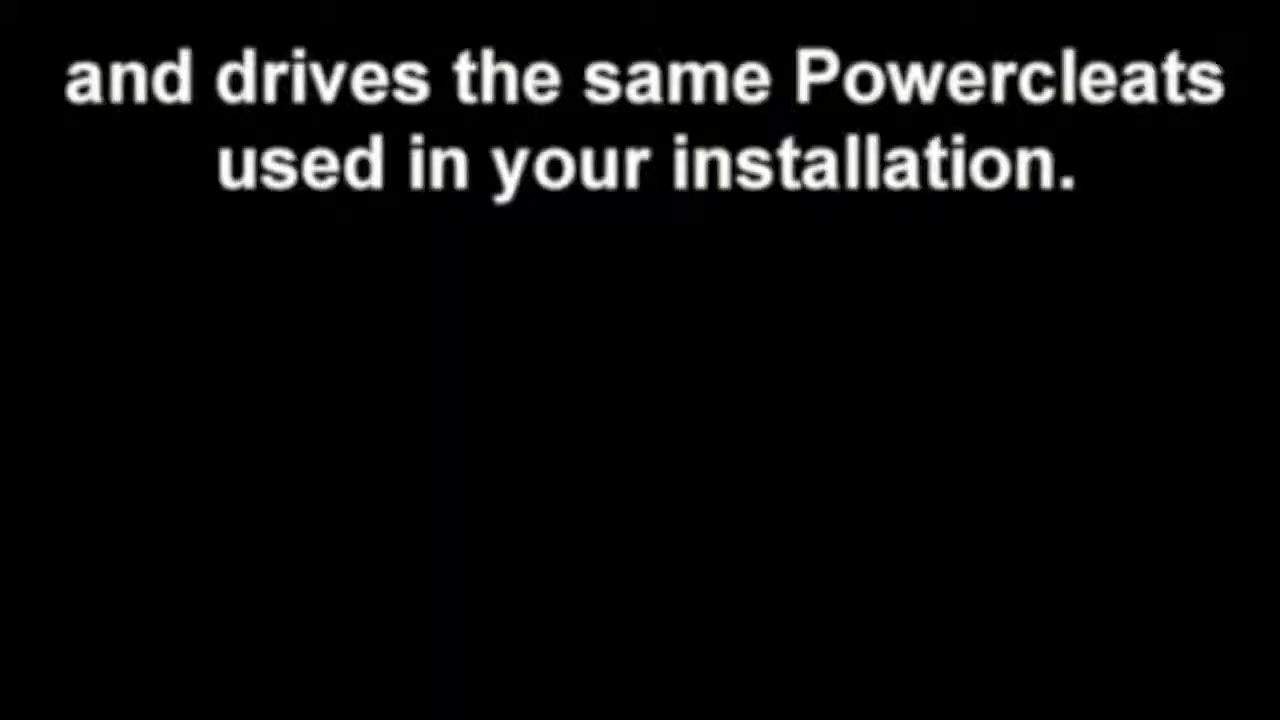 and drives the same Powercleats
used in your installation.